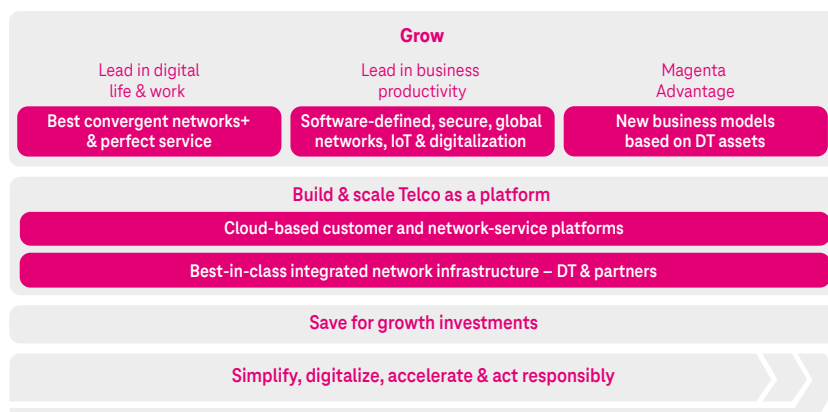 Grow
Lead in digital
life & work
Lead in business
productivity
Magenta
Advantage
Best convergent networks+
& perfect service
Software-defined, secure, global
networks, IoT & digitalization
New business models
based on DT assets
Build & scale Telco as a platform
Cloud-based customer and network-service platforms
Best-in-class integrated network infrastructure – DT & partners
Save for growth investments
Simplify, digitalize, accelerate & act responsibly